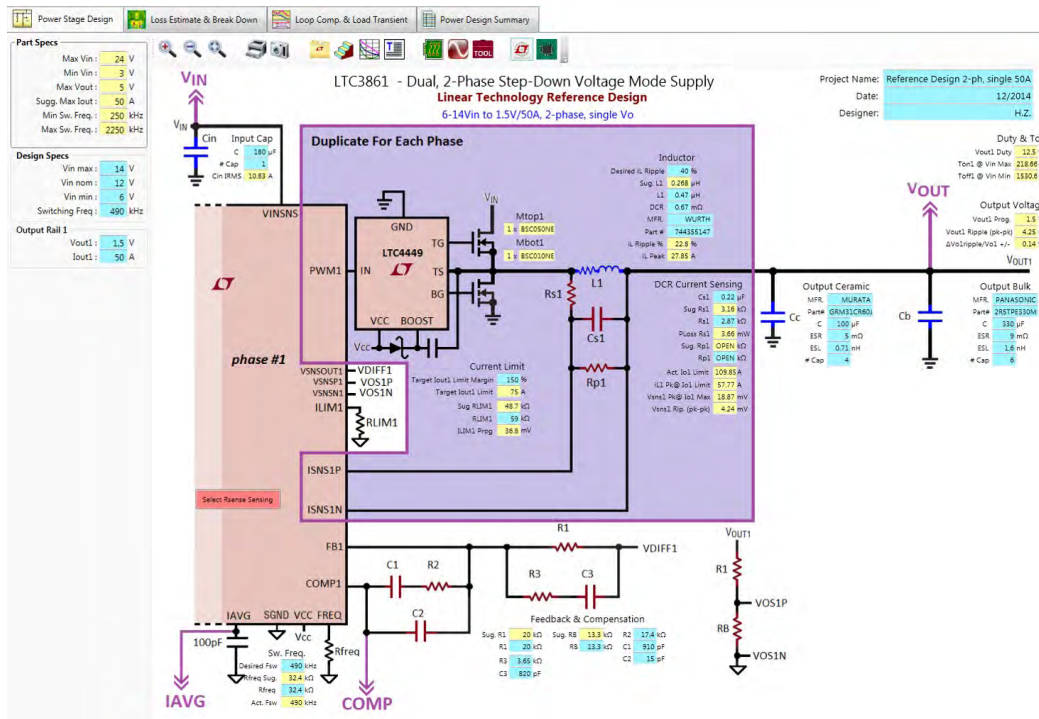 Power Stage Design
Loss Estimate & Break Down
Loop Comp. & Load Transient
Power Design Summary
Part Specs
Max Vin : 24 V
Min Vin : 3 V
Max Vout : 5 V
Sugg. Max Iout : 50 A
Min Sw. Freq. : 250 kHz
Max Sw. Freq. : 2250 kHz
Design Specs
Vin max : 14 V
Vin nom : 12 V
Vin min : 6 V
Switching Freq : 490 kHz
Output Rail 1
Vout1 : 1.5 V
Iout1 : 50 A
TOOL
LTC3861 - Dual, 2-Phase Step-Down Voltage Mode Supply
Linear Technology Reference Design
6-14Vin to 1.5V/50A, 2-phase, single Vo
Project Name: Reference Design 2-ph, single 50A
Date: 12/2014
Designer: H.Z.
Duty & To
Vout1 Duty 12.5
Ton1 @ Vin Max 218.66
Toff1 @ Vin Min 1530.6
Output Voltag
Vout1 Prog. 1.5
Vout1 Ripple (pk-pk) 4.25
ΔVo1ripple/Vo1 +/- 0.14
VIN
VIN
Cin
Input Cap
C 180 µF
# Cap 1
Cin IRMS 10.83 A
Duplicate For Each Phase
VINSNS
GND
LTC4449
PWM1
IN
TG
TS
BG
VCC BOOST
Vcc
VIN
Mtop1
1 x BSC050NE
Mbot1
1 x BSC010NE
Inductor
Desired iL Ripple 40 %
Sug. L1 0.268 µH
L1 0.47 µH
DCR 0.67 mΩ
MFR. WURTH
Part # 744355147
iL Ripple % 22.8 %
iL Peak 27.85 A
L1
Rs1
Cs1
Rp1
DCR Current Sensing
Cs1 0.22 µF
Sug Rs1 3.16 kΩ
Rs1 2.87 kΩ
PLoss Rs1 3.66 mW
Sug. Rp1 OPEN kΩ
Rp1 OPEN kΩ
Act. Io1 Limit 109.85 A
iL1 Pk@ Io1 Limit 57.77 A
Vsns1 Pk@ Io1 Max 18.87 mV
Vsns1 Rip. (pk-pk) 4.24 mV
VOUT
VOUT1
Output Ceramic
MFR. MURATA
Part# GRM31CR60J
C 100 µF
ESR 5 mΩ
ESL 0.71 nH
# Cap 4
Cc
Cb
Output Bulk
MFR. PANASONIC
Part# 2R5TPE330M
C 330 µF
ESR 9 mΩ
ESL 1.6 nH
# Cap 6
phase #1
VSNSOUT1 VDIFF1
VSNSP1 VOS1P
VSNSN1 VOS1N
ILIM1
RLIM1
Current Limit
Target Iout1 Limit Margin 150 %
Target Iout1 Limit 75 A
Sug RLIM1 48.7 kΩ
RLIM1 59 kΩ
ILIM1 Prog 36.8 mV
ISNS1P
Select Rsense Sensing
ISNS1N
FB1
COMP1
R1
VDIFF1
C1
R2
R3
C3
C2
VOUT1
R1
VOS1P
RB
VOS1N
Feedback & Compensation
Sug. R1 20 kΩ Sug. RB 13.3 kΩ R2 17.4 kΩ
R1 20 kΩ RB 13.3 kΩ C1 910 pF
R3 3.65 kΩ C2 15 pF
C3 820 pF
IAVG SGND VCC FREQ
100pF
Vcc
Rfreq
Sw. Freq.
Desired Fsw 490 kHz
Rfreq Sug. 32.4 kΩ
Rfreq 32.4 kΩ
Act. Fsw 490 kHz
IAVG
COMP